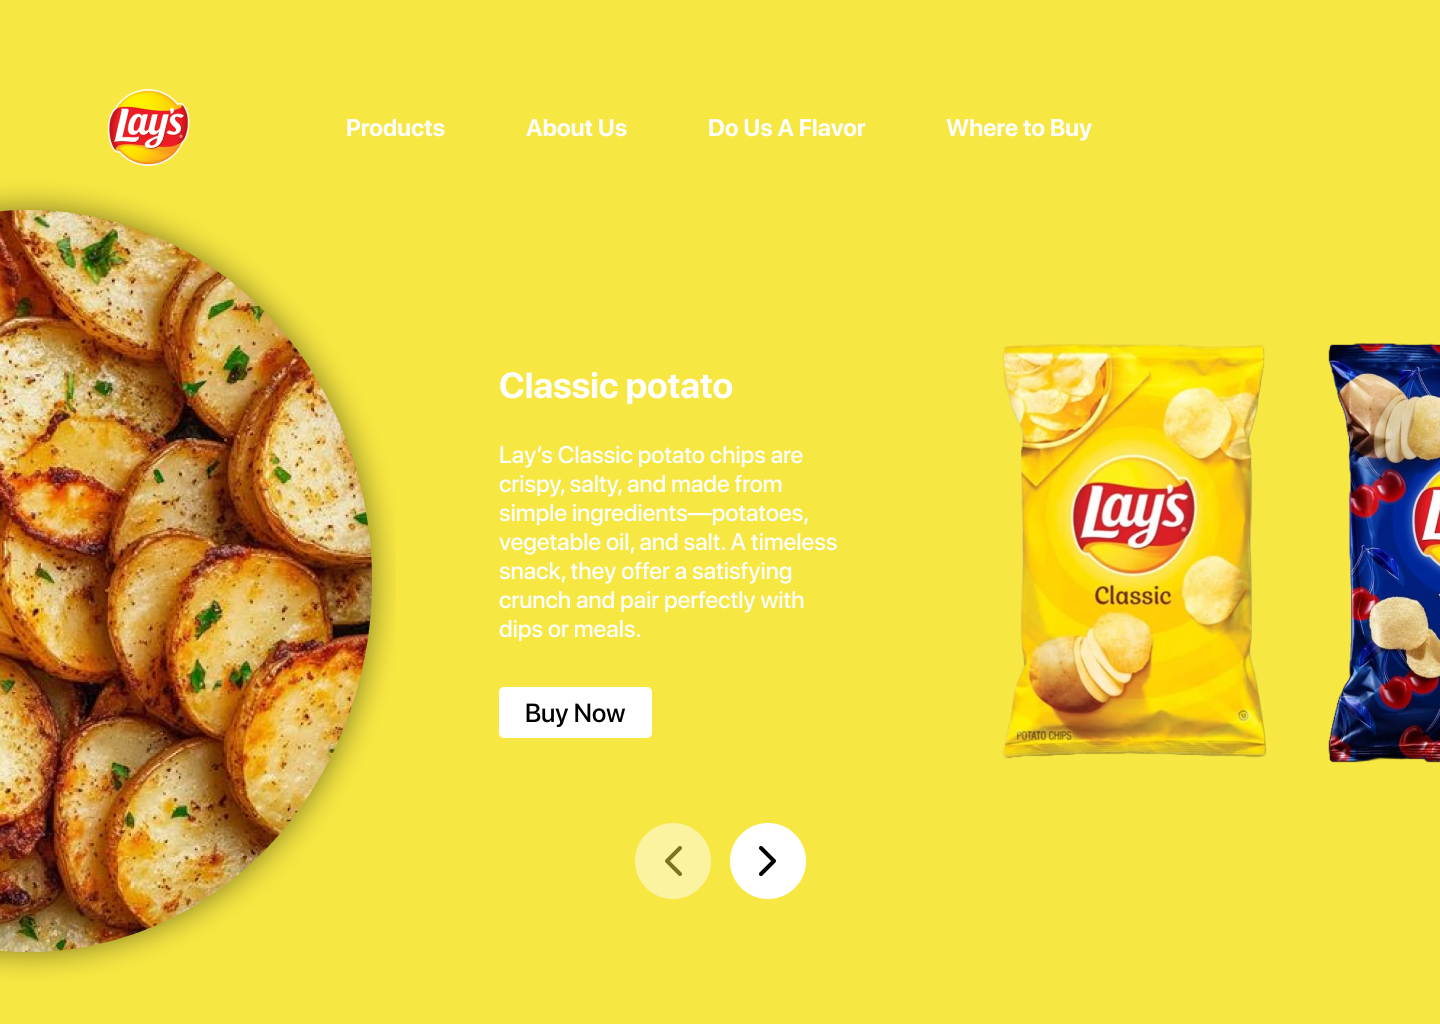 Lay's
Products
About Us
Do Us A Flavor
Where to Buy
Classic potato
Lay’s Classic potato chips are
crispy, salty, and made from
simple ingredients—potatoes,
vegetable oil, and salt. A timeless
snack, they offer a satisfying
crunch and pair perfectly with
dips or meals.
Buy Now
Lay's
Classic
POTATO CHIPS